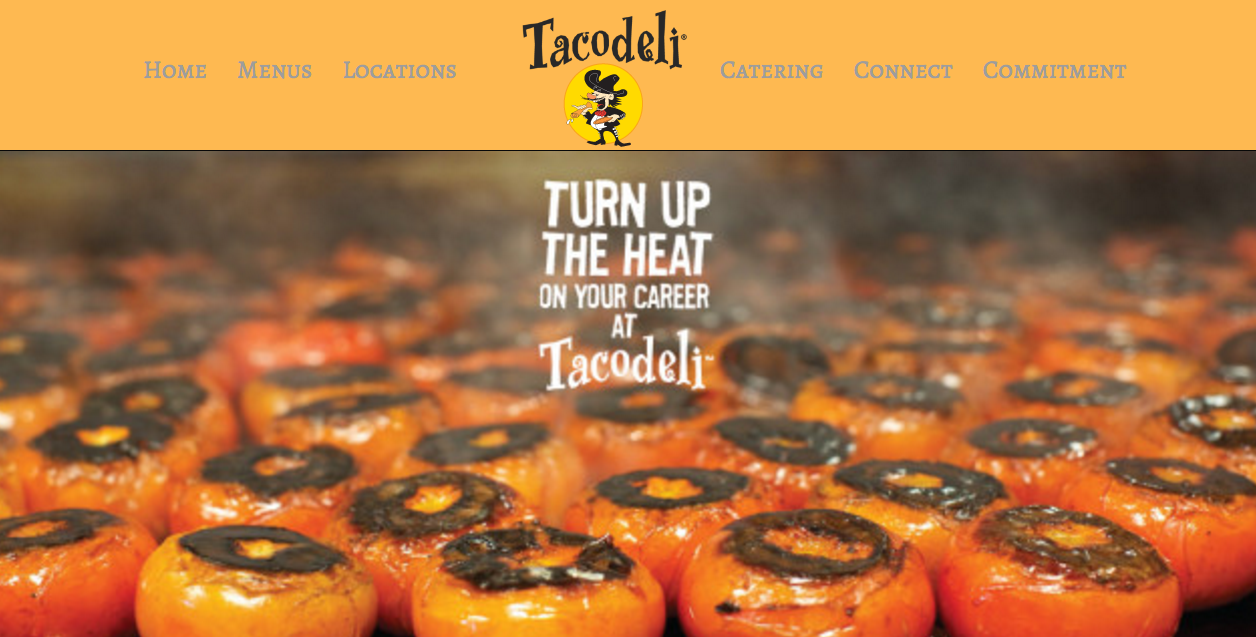 Home Menus Locations
Tacodeli®
Catering Connect Commitment
TURN UP
THE HEAT
ON YOUR CAREER
AT
Tacodeli™